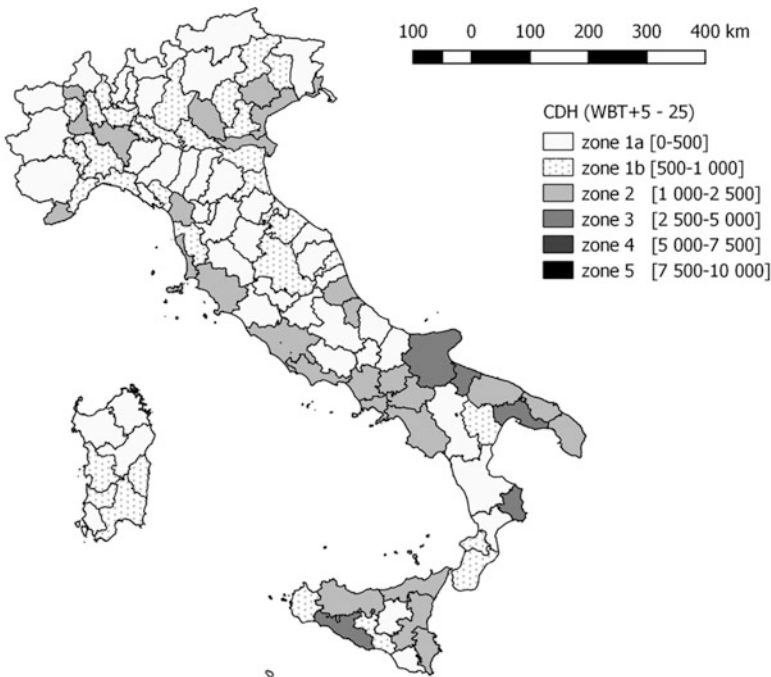 100 0 100 200 300 400 km
CDH (WBT+5 - 25)
zone 1a [0-500]
zone 1b [500-1 000]
zone 2 [1 000-2 500]
zone 3 [2 500-5 000]
zone 4 [5 000-7 500]
zone 5 [7 500-10 000]